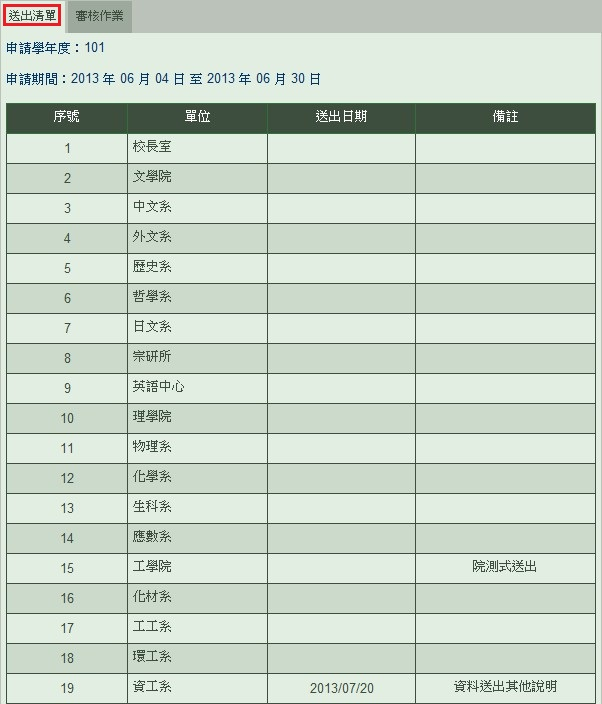 送出清單 審核作業
申請學年度：101
申請期間：2013 年 06 月 04 日 至 2013 年 06 月 30 日
序號 單位 送出日期 備註
1 校長室
2 文學院
3 中文系
4 外文系
5 歷史系
6 哲學系
7 日文系
8 宗研所
9 英語中心
10 理學院
11 物理系
12 化學系
13 生科系
14 應數系
15 工學院 院測式送出
16 化材系
17 工工系
18 環工系
19 資工系 2013/07/20 資料送出其他說明